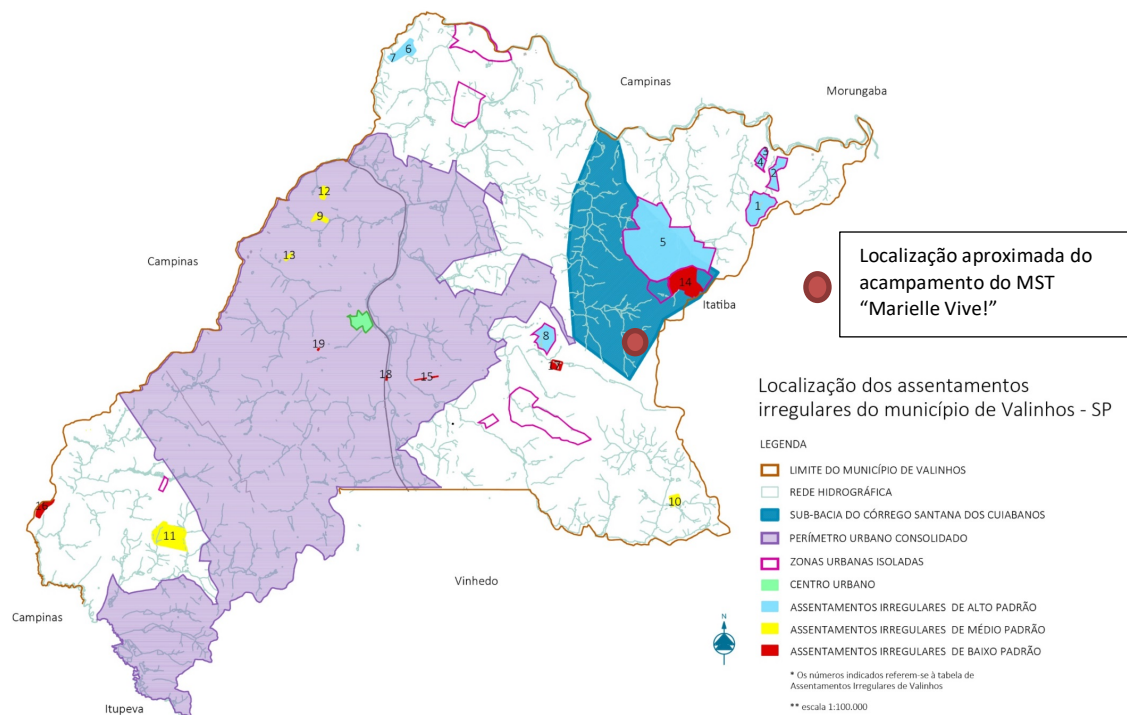 Campinas
Morungaba
6
7
3
4
2
1
12
9
5
13
Campinas
14
Itatiba
8
19
18
15
10
11
Vinhedo
Campinas
Itupeva
Localização aproximada do
acampamento do MST
“Marielle Vive!”
Localização dos assentamentos
irregulares do município de Valinhos - SP
LEGENDA
LIMITE DO MUNICÍPIO DE VALINHOS
REDE HIDROGRÁFICA
SUB-BACIA DO CÓRREGO SANTANA DOS CUIABANOS
PERÍMETRO URBANO CONSOLIDADO
ZONAS URBANAS ISOLADAS
CENTRO URBANO
ASSENTAMENTOS IRREGULARES DE ALTO PADRÃO
ASSENTAMENTOS IRREGULARES DE MÉDIO PADRÃO
ASSENTAMENTOS IRREGULARES DE BAIXO PADRÃO
N
* Os números indicados referem-se à tabela de
Assentamentos Irregulares de Valinhos
** escala 1:100.000